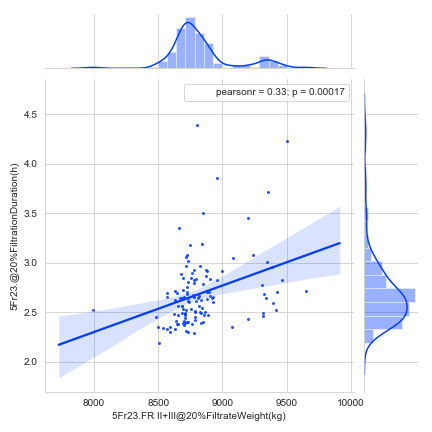 pearsonr = 0.33; p = 0.00017
4.5
4.0
3.5
3.0
2.5
2.0
5Fr23.@20%FiltrationDuration(h)
8000 8500 9000 9500 10000
5Fr23.FR II+III@20%FiltrateWeight(kg)